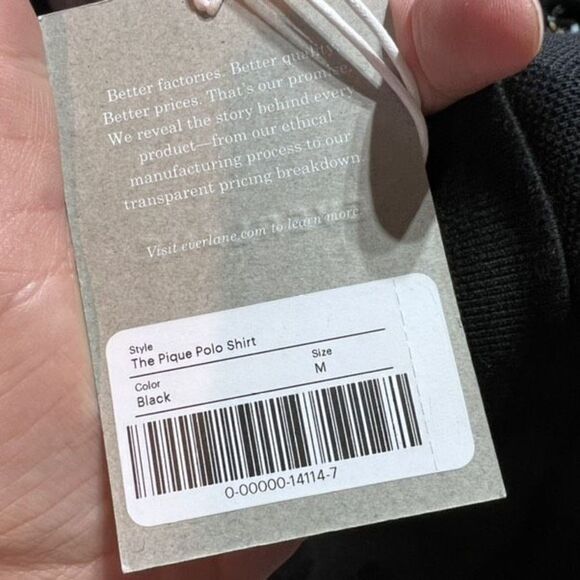 Better factories. Better quality.
Better prices. That's our promise.
We reveal the story behind every
product—from our ethical
manufacturing process to our
transparent pricing breakdown.
Visit everlane.com to learn more
Style
The Pique Polo Shirt
Color
Black
Size
M
0-00000-14114-7